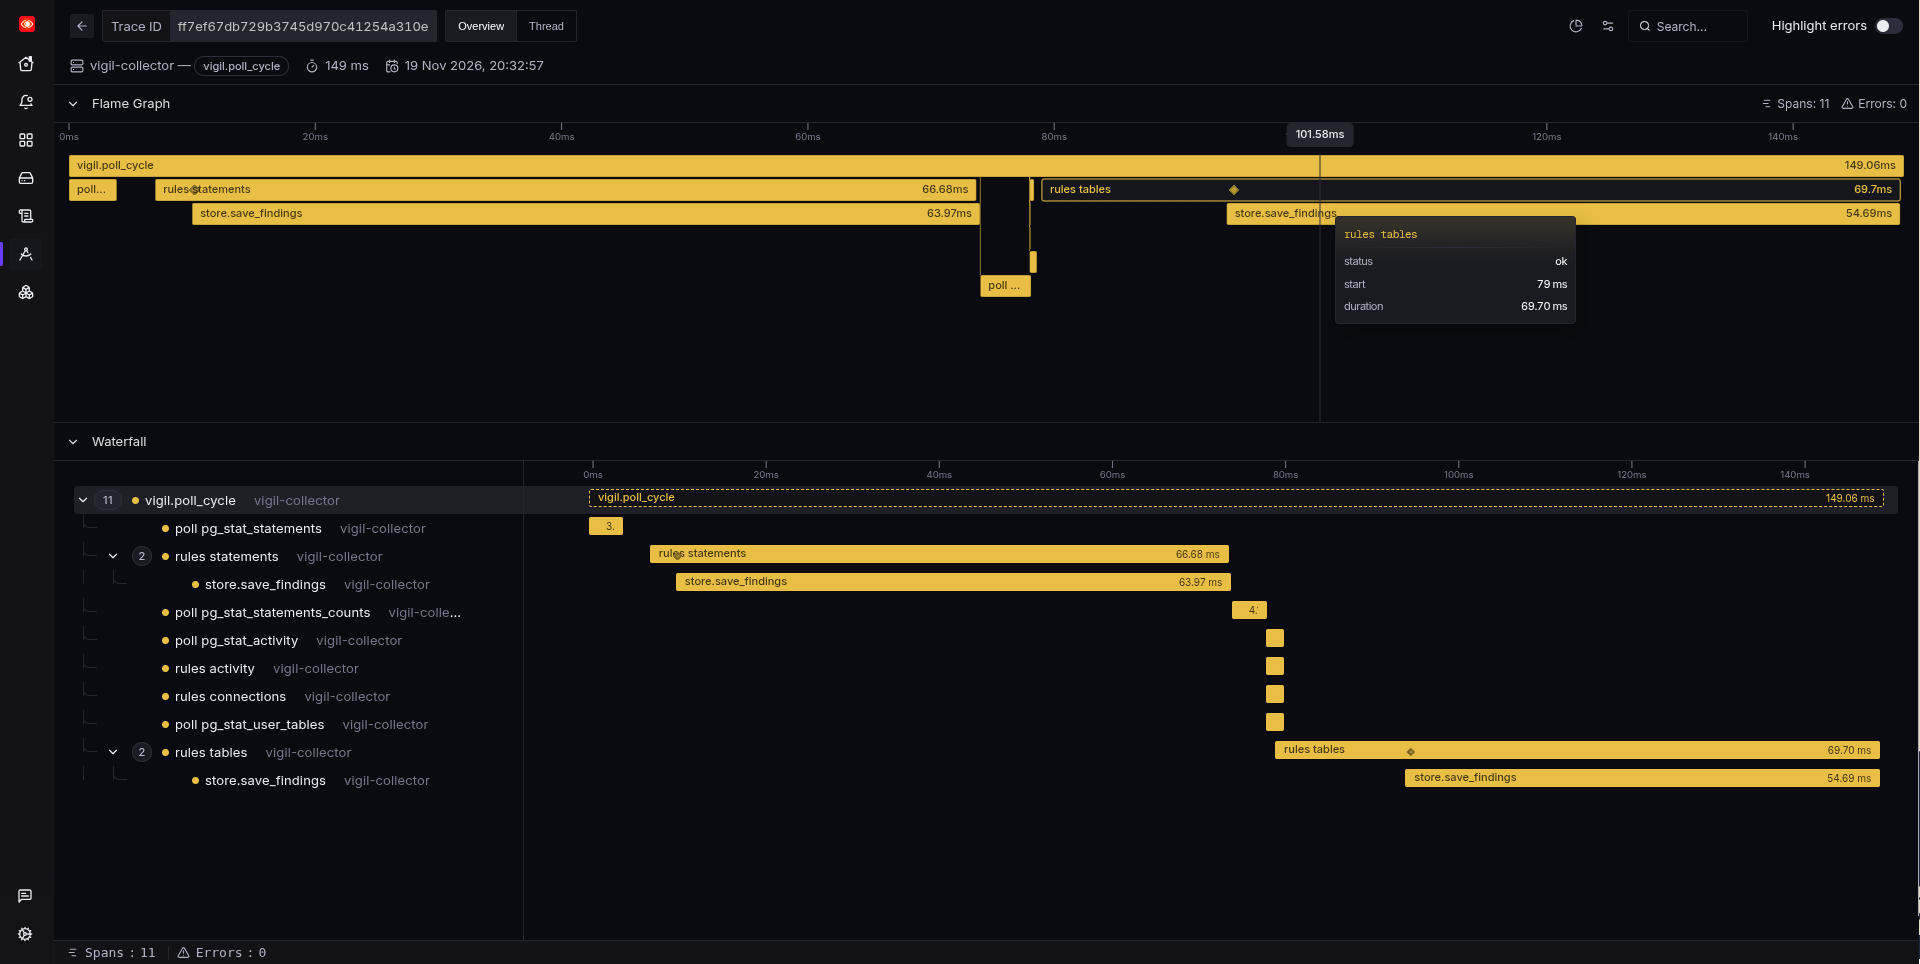 Trace ID ff7ef67db729b3745d970c41254a310e Overview Thread Search... Highlight errors
vigil-collector — vigil.poll_cycle 149 ms 19 Nov 2026, 20:32:57
Flame Graph Spans: 11 Errors: 0
0ms 20ms 40ms 60ms 80ms 101.58ms 120ms 140ms
vigil.poll_cycle 149.06ms
poll... rules statements 66.68ms rules tables 69.7ms
store.save_findings 63.97ms store.save_findings 54.69ms
rules tables
status ok
poll ... start 79 ms
duration 69.70 ms
Waterfall
0ms 20ms 40ms 60ms 80ms 100ms 120ms 140ms
11 vigil.poll_cycle vigil-collector vigil.poll_cycle 149.06 ms
poll pg_stat_statements vigil-collector 3.
2 rules statements vigil-collector rules statements 66.68 ms
store.save_findings vigil-collector store.save_findings 63.97 ms
poll pg_stat_statements_counts vigil-colle... 4.
poll pg_stat_activity vigil-collector
rules activity vigil-collector
rules connections vigil-collector
poll pg_stat_user_tables vigil-collector
2 rules tables vigil-collector rules tables 69.70 ms
store.save_findings vigil-collector store.save_findings 54.69 ms
Spans : 11 Errors : 0